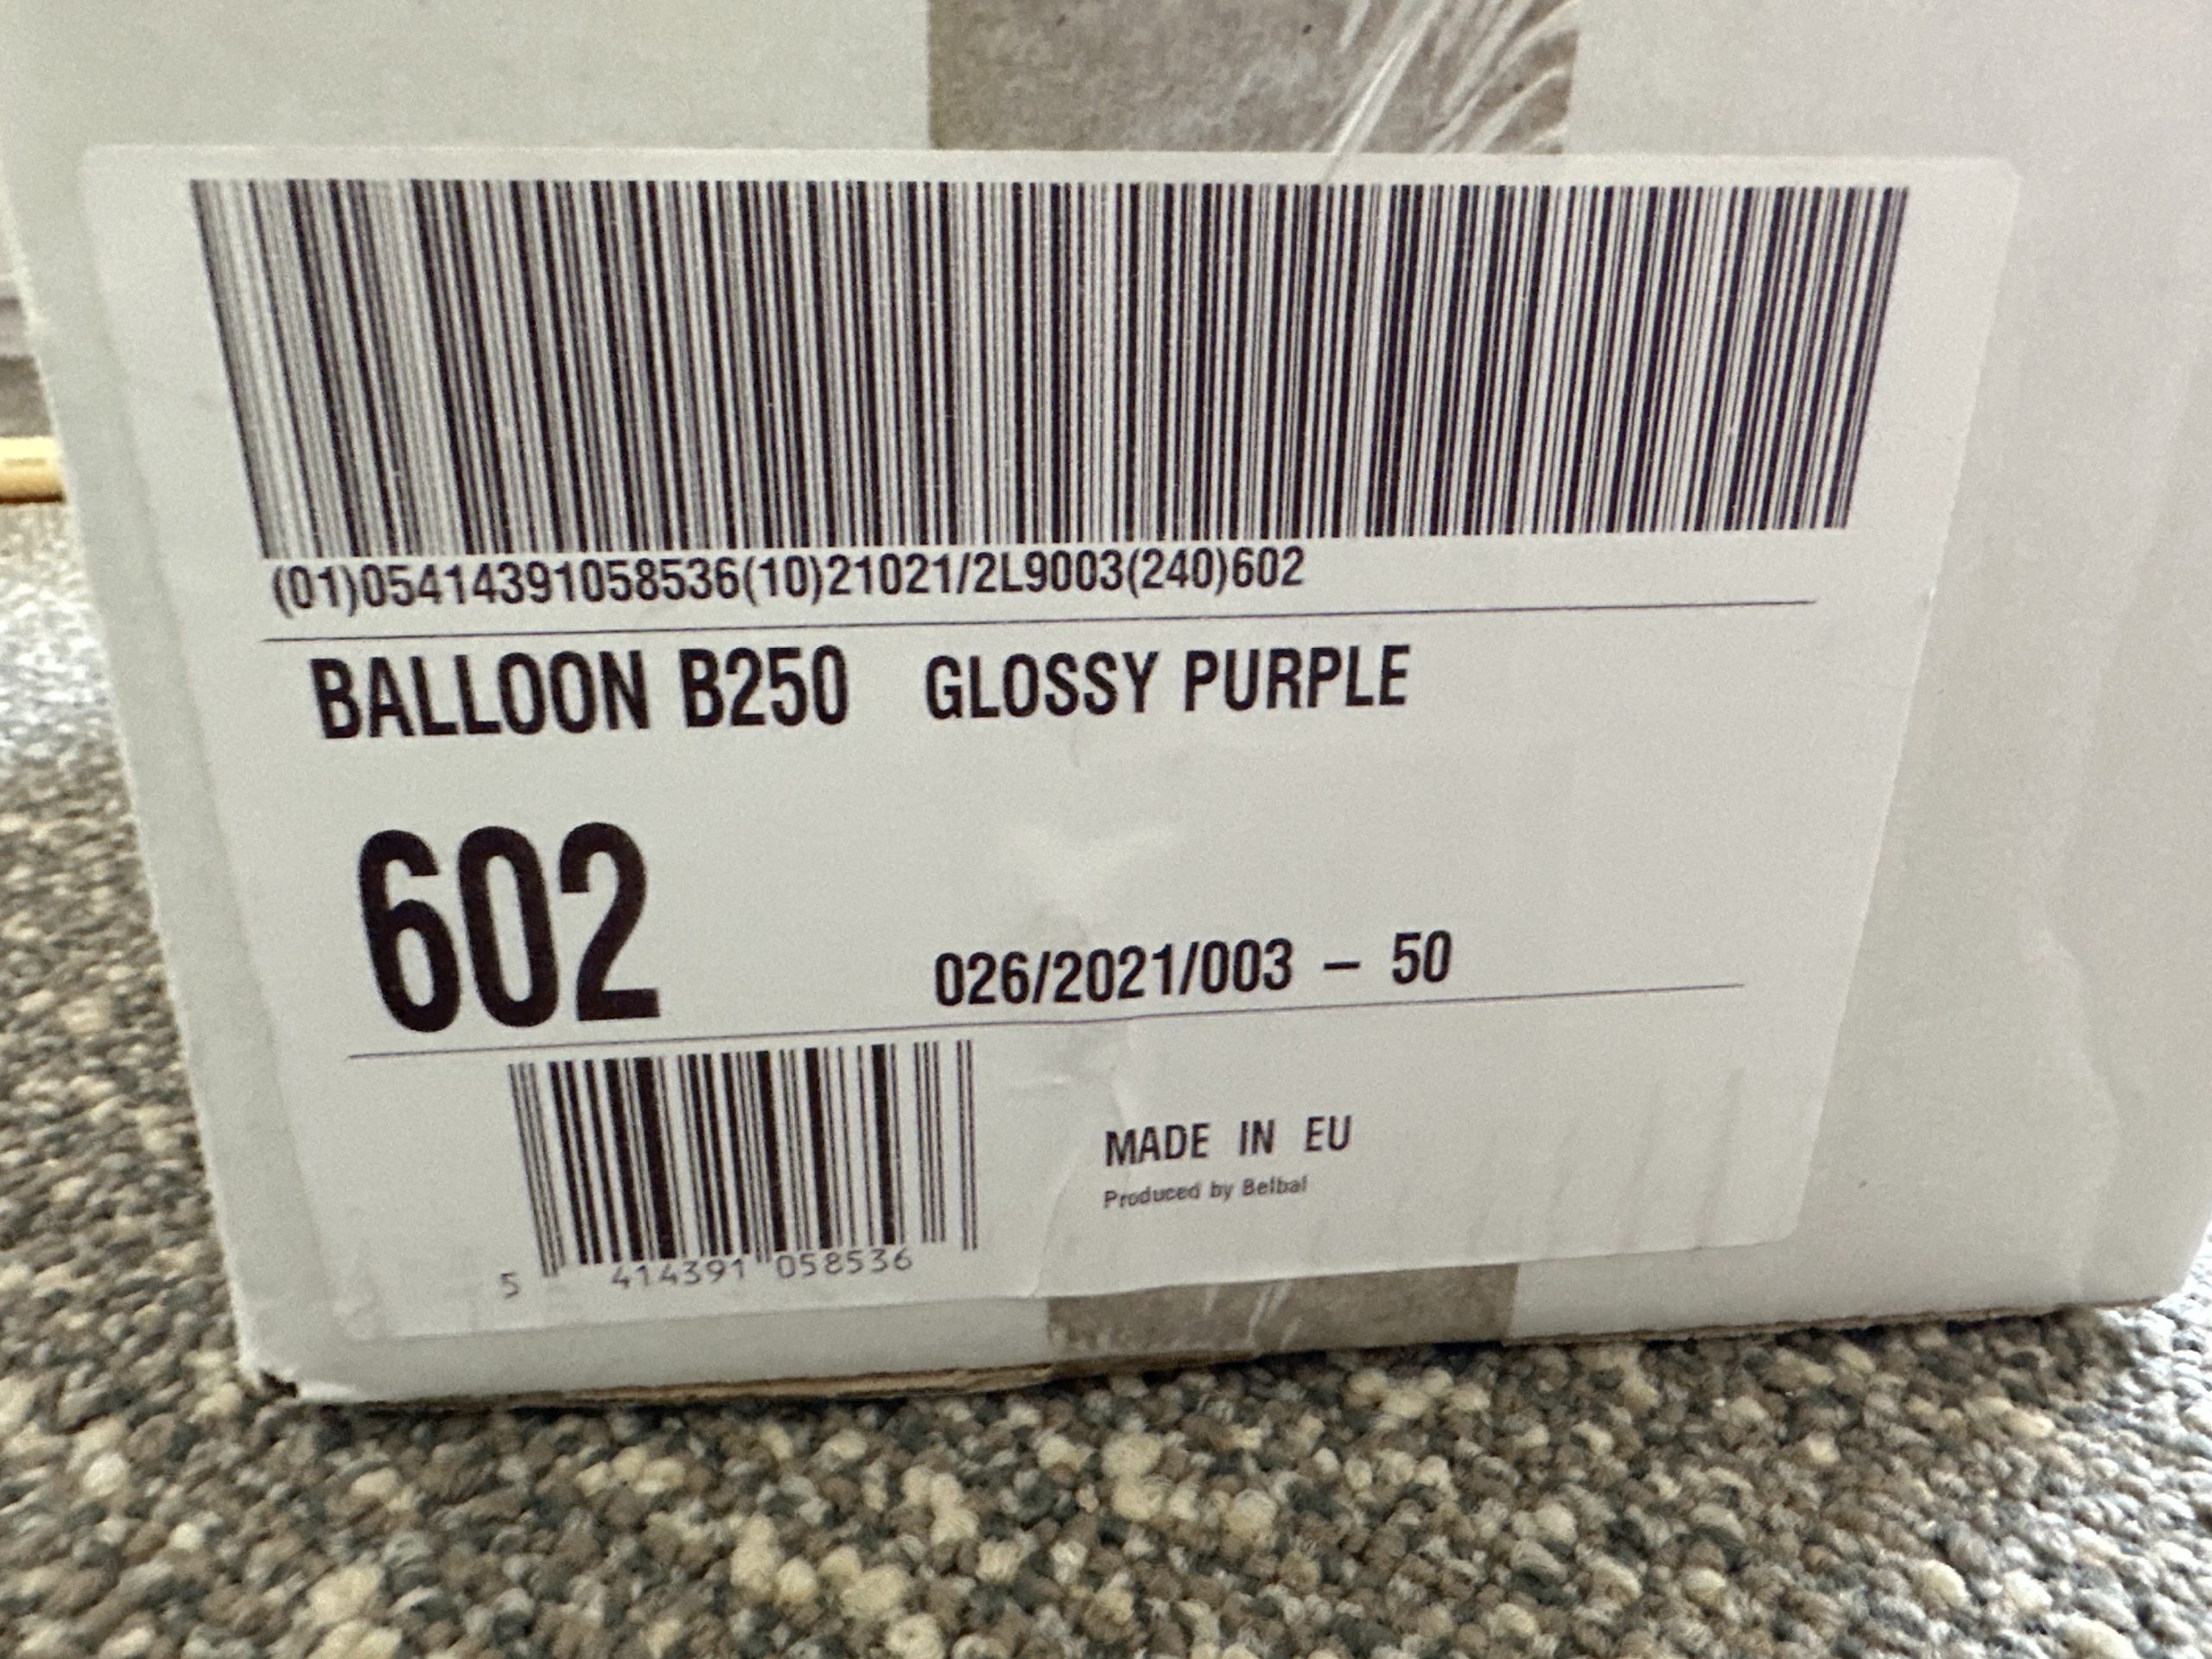 (01)05414391058536(10)21021/2L9003(240)602
BALLOON B250 GLOSSY PURPLE
602
026/2021/003 – 50
MADE IN EU
Produced by Belbal
5 414391 058536